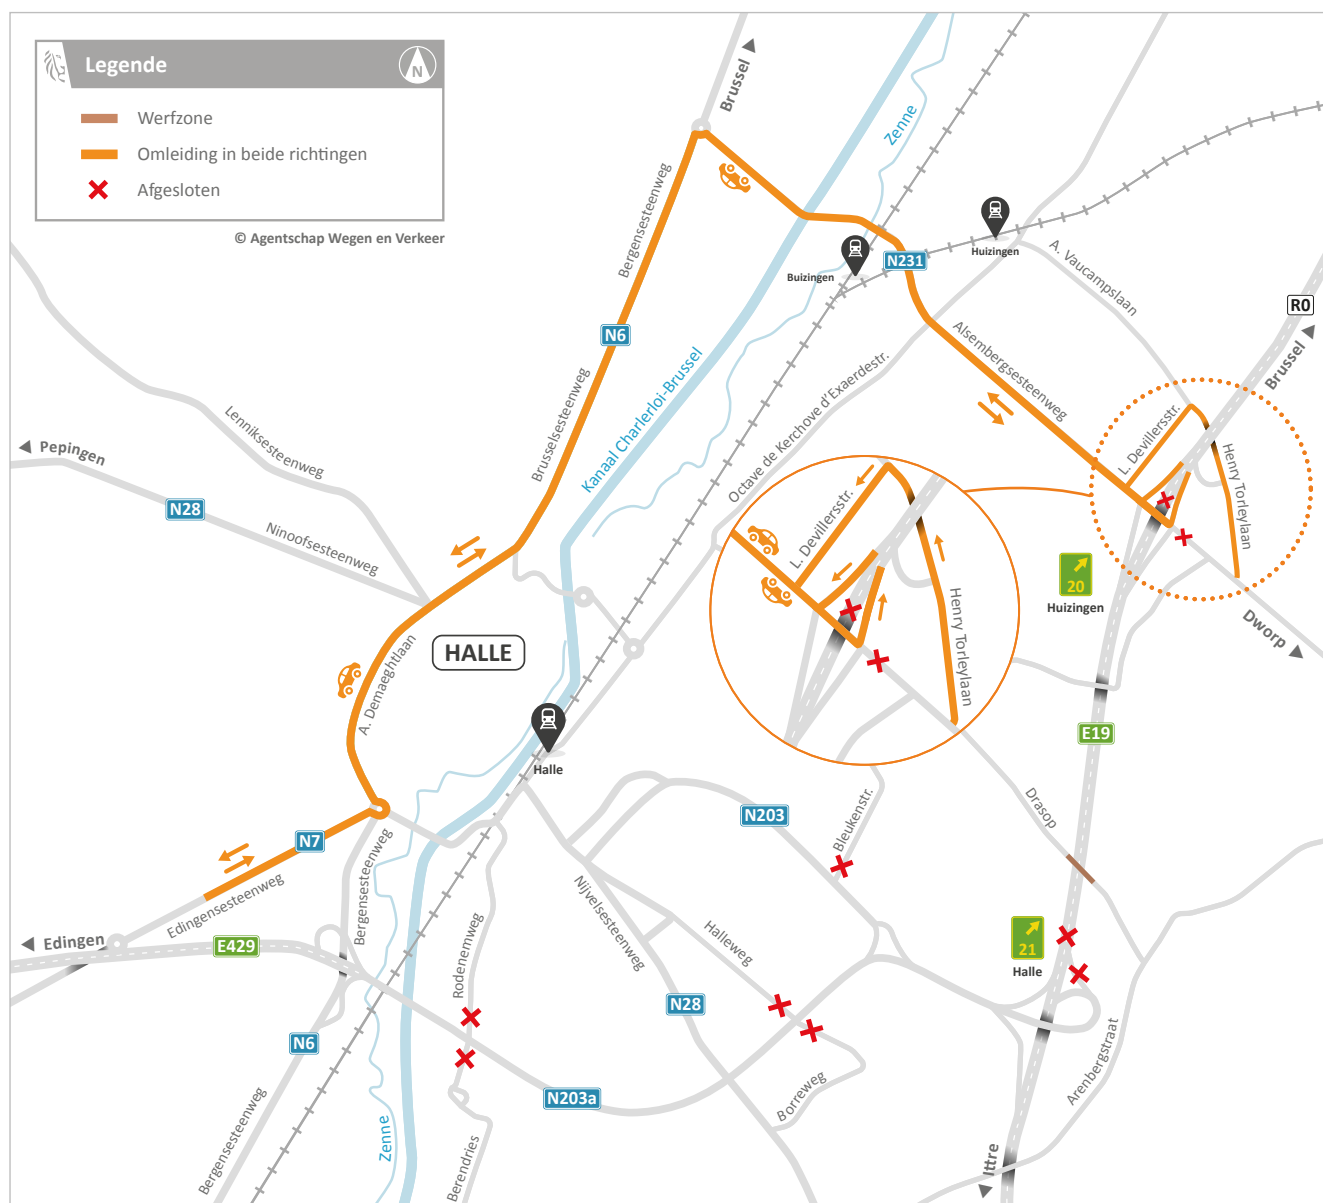 Legende
N
Werfzone
Omleiding in beide richtingen
Afgesloten
© Agentschap Wegen en Verkeer
Brussel
Zenne
Bergensesteenweg
Buizingen
N231
Huizingen
A. Vaucampslaan
R0
Brussel
N6
Kanaal Charlerloi-Brussel
Alsembergsesteenweg
Octave de Kerchove d'Exaerdestr.
Brusselsesteenweg
Lenniksesteenweg
Pepingen
N28
Ninoofsesteenweg
L. Devillersstr.
Henry Torleylaan
L. Devillersstr.
Henry Torleylaan
20
Huizingen
Dworp
HALLE
A. Demaeghtlaan
Halle
E19
N7
Edingensesteenweg
Bergensesteenweg
N203
Bleukenstr.
Drasop
Edingen
E429
Rodenemweg
Nijvelsesteenweg
Halleweg
21
Halle
N28
N6
N203a
Borreweg
Arenbergstraat
Bergensesteenweg
Zenne
Berendries
Ittre